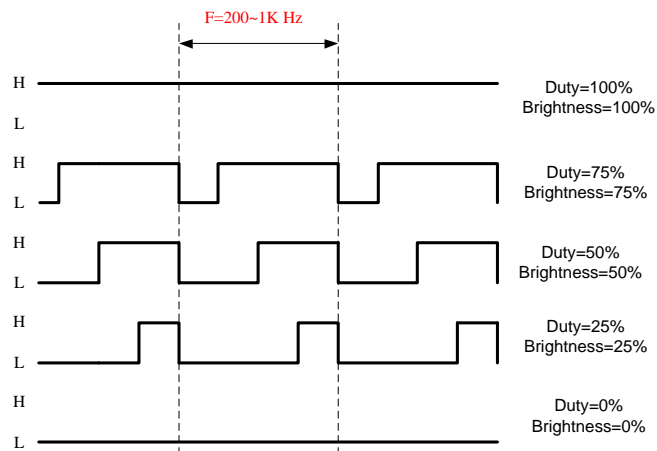 F=200~1K Hz
H
L
Duty=100%
Brightness=100%
H
L
Duty=75%
Brightness=75%
H
L
Duty=50%
Brightness=50%
H
L
Duty=25%
Brightness=25%
H
L
Duty=0%
Brightness=0%